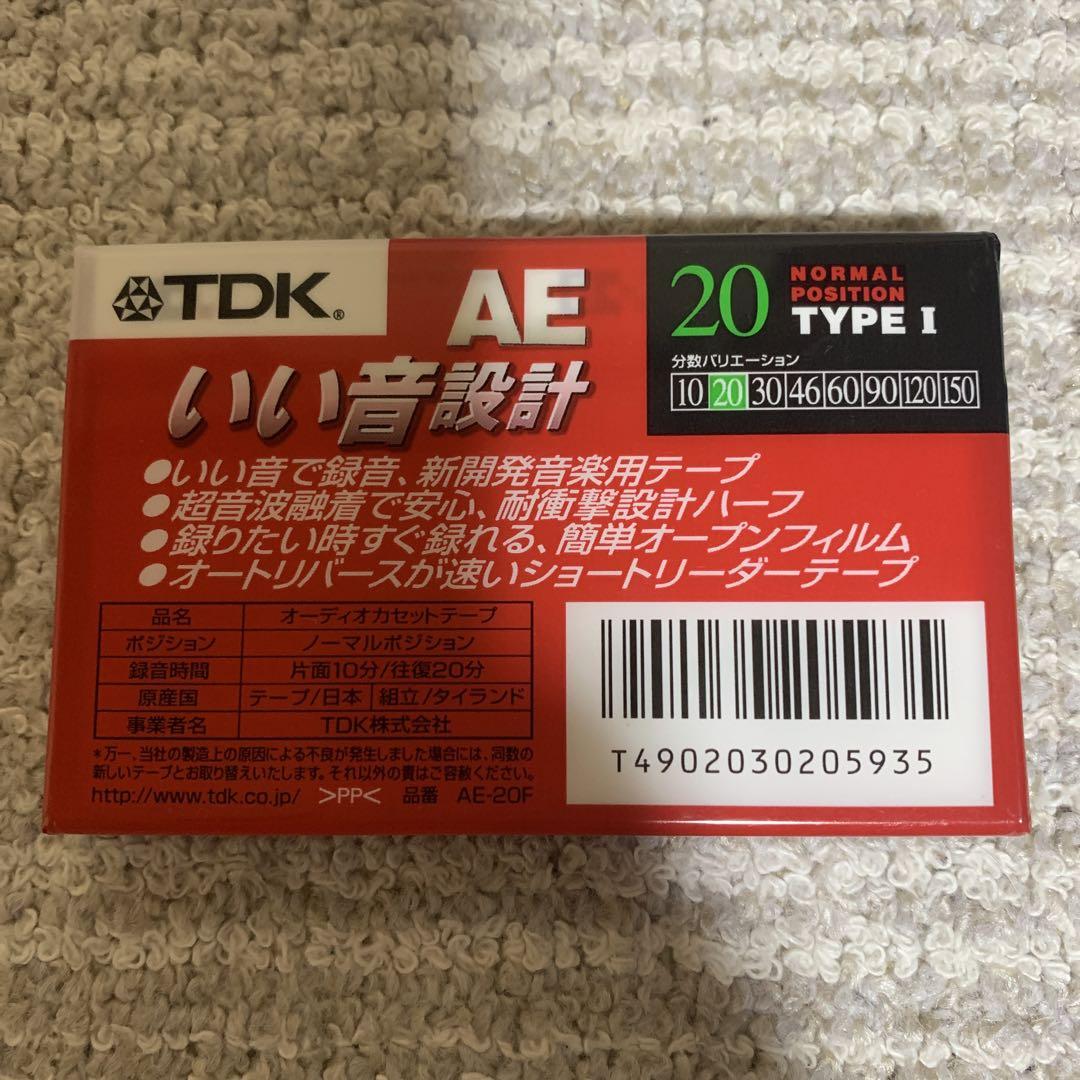 TDK®
AE
いい音設計
20 NORMAL POSITION TYPE I
分数バリエーション
10 20 30 46 60 90 120 150
●いい音で録音、新開発音楽用テープ
●超音波融着で安心、耐衝撃設計ハーフ
●録りたい時すぐ録れる、簡単オープンフィルム
●オートリバースが速いショートリーダーテープ
品名 オーディオカセットテープ
ポジション ノーマルポジション
録音時間 片面10分/往復20分
原産国 テープ/日本 組立/タイランド
事業者名 TDK株式会社
*万一、当社の製造上の原因による不良が発生しました場合には、同数の
新しいテープとお取り替えいたします。それ以外の責はご容赦ください。
http://www.tdk.co.jp/ >PP< 品番 AE-20F
T4902030205935